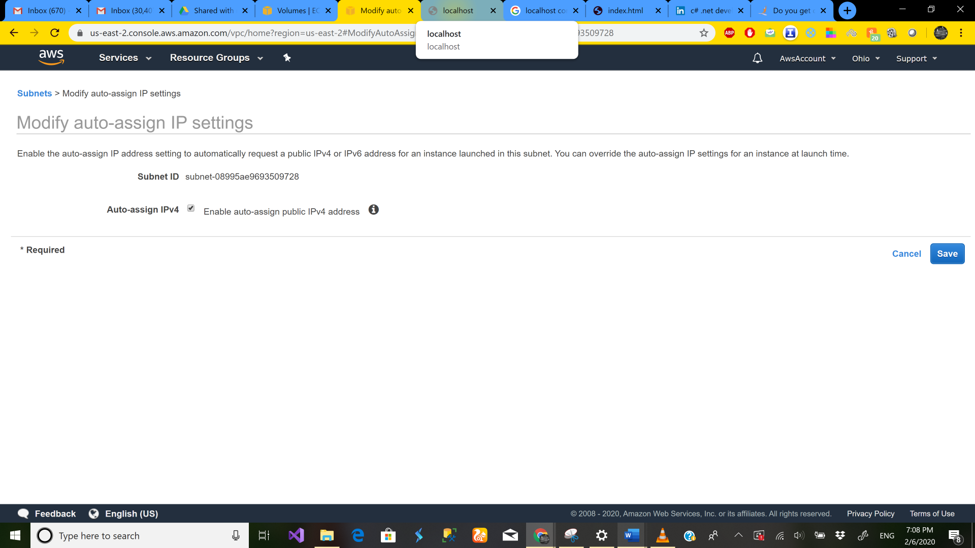 Inbox (670)
Inbox (30,40
Shared with
Volumes | EC
Modify auto
localhost
localhost co
index.html
c# .net deve
Do you get
us-east-2.console.aws.amazon.com/vpc/home?region=us-east-2#ModifyAutoAssig
93509728
localhost
localhost
ABP
20
aws
Services
Resource Groups
AwsAccount
Ohio
Support
Subnets > Modify auto-assign IP settings
Modify auto-assign IP settings
Enable the auto-assign IP address setting to automatically request a public IPv4 or IPv6 address for an instance launched in this subnet. You can override the auto-assign IP settings for an instance at launch time.
Subnet ID subnet-08995ae9693509728
Auto-assign IPv4 Enable auto-assign public IPv4 address
* Required
Cancel
Save
Feedback
English (US)
© 2008 - 2020, Amazon Web Services, Inc. or its affiliates. All rights reserved.
Privacy Policy
Terms of Use
Type here to search
ENG
7:08 PM
2/6/2020
8